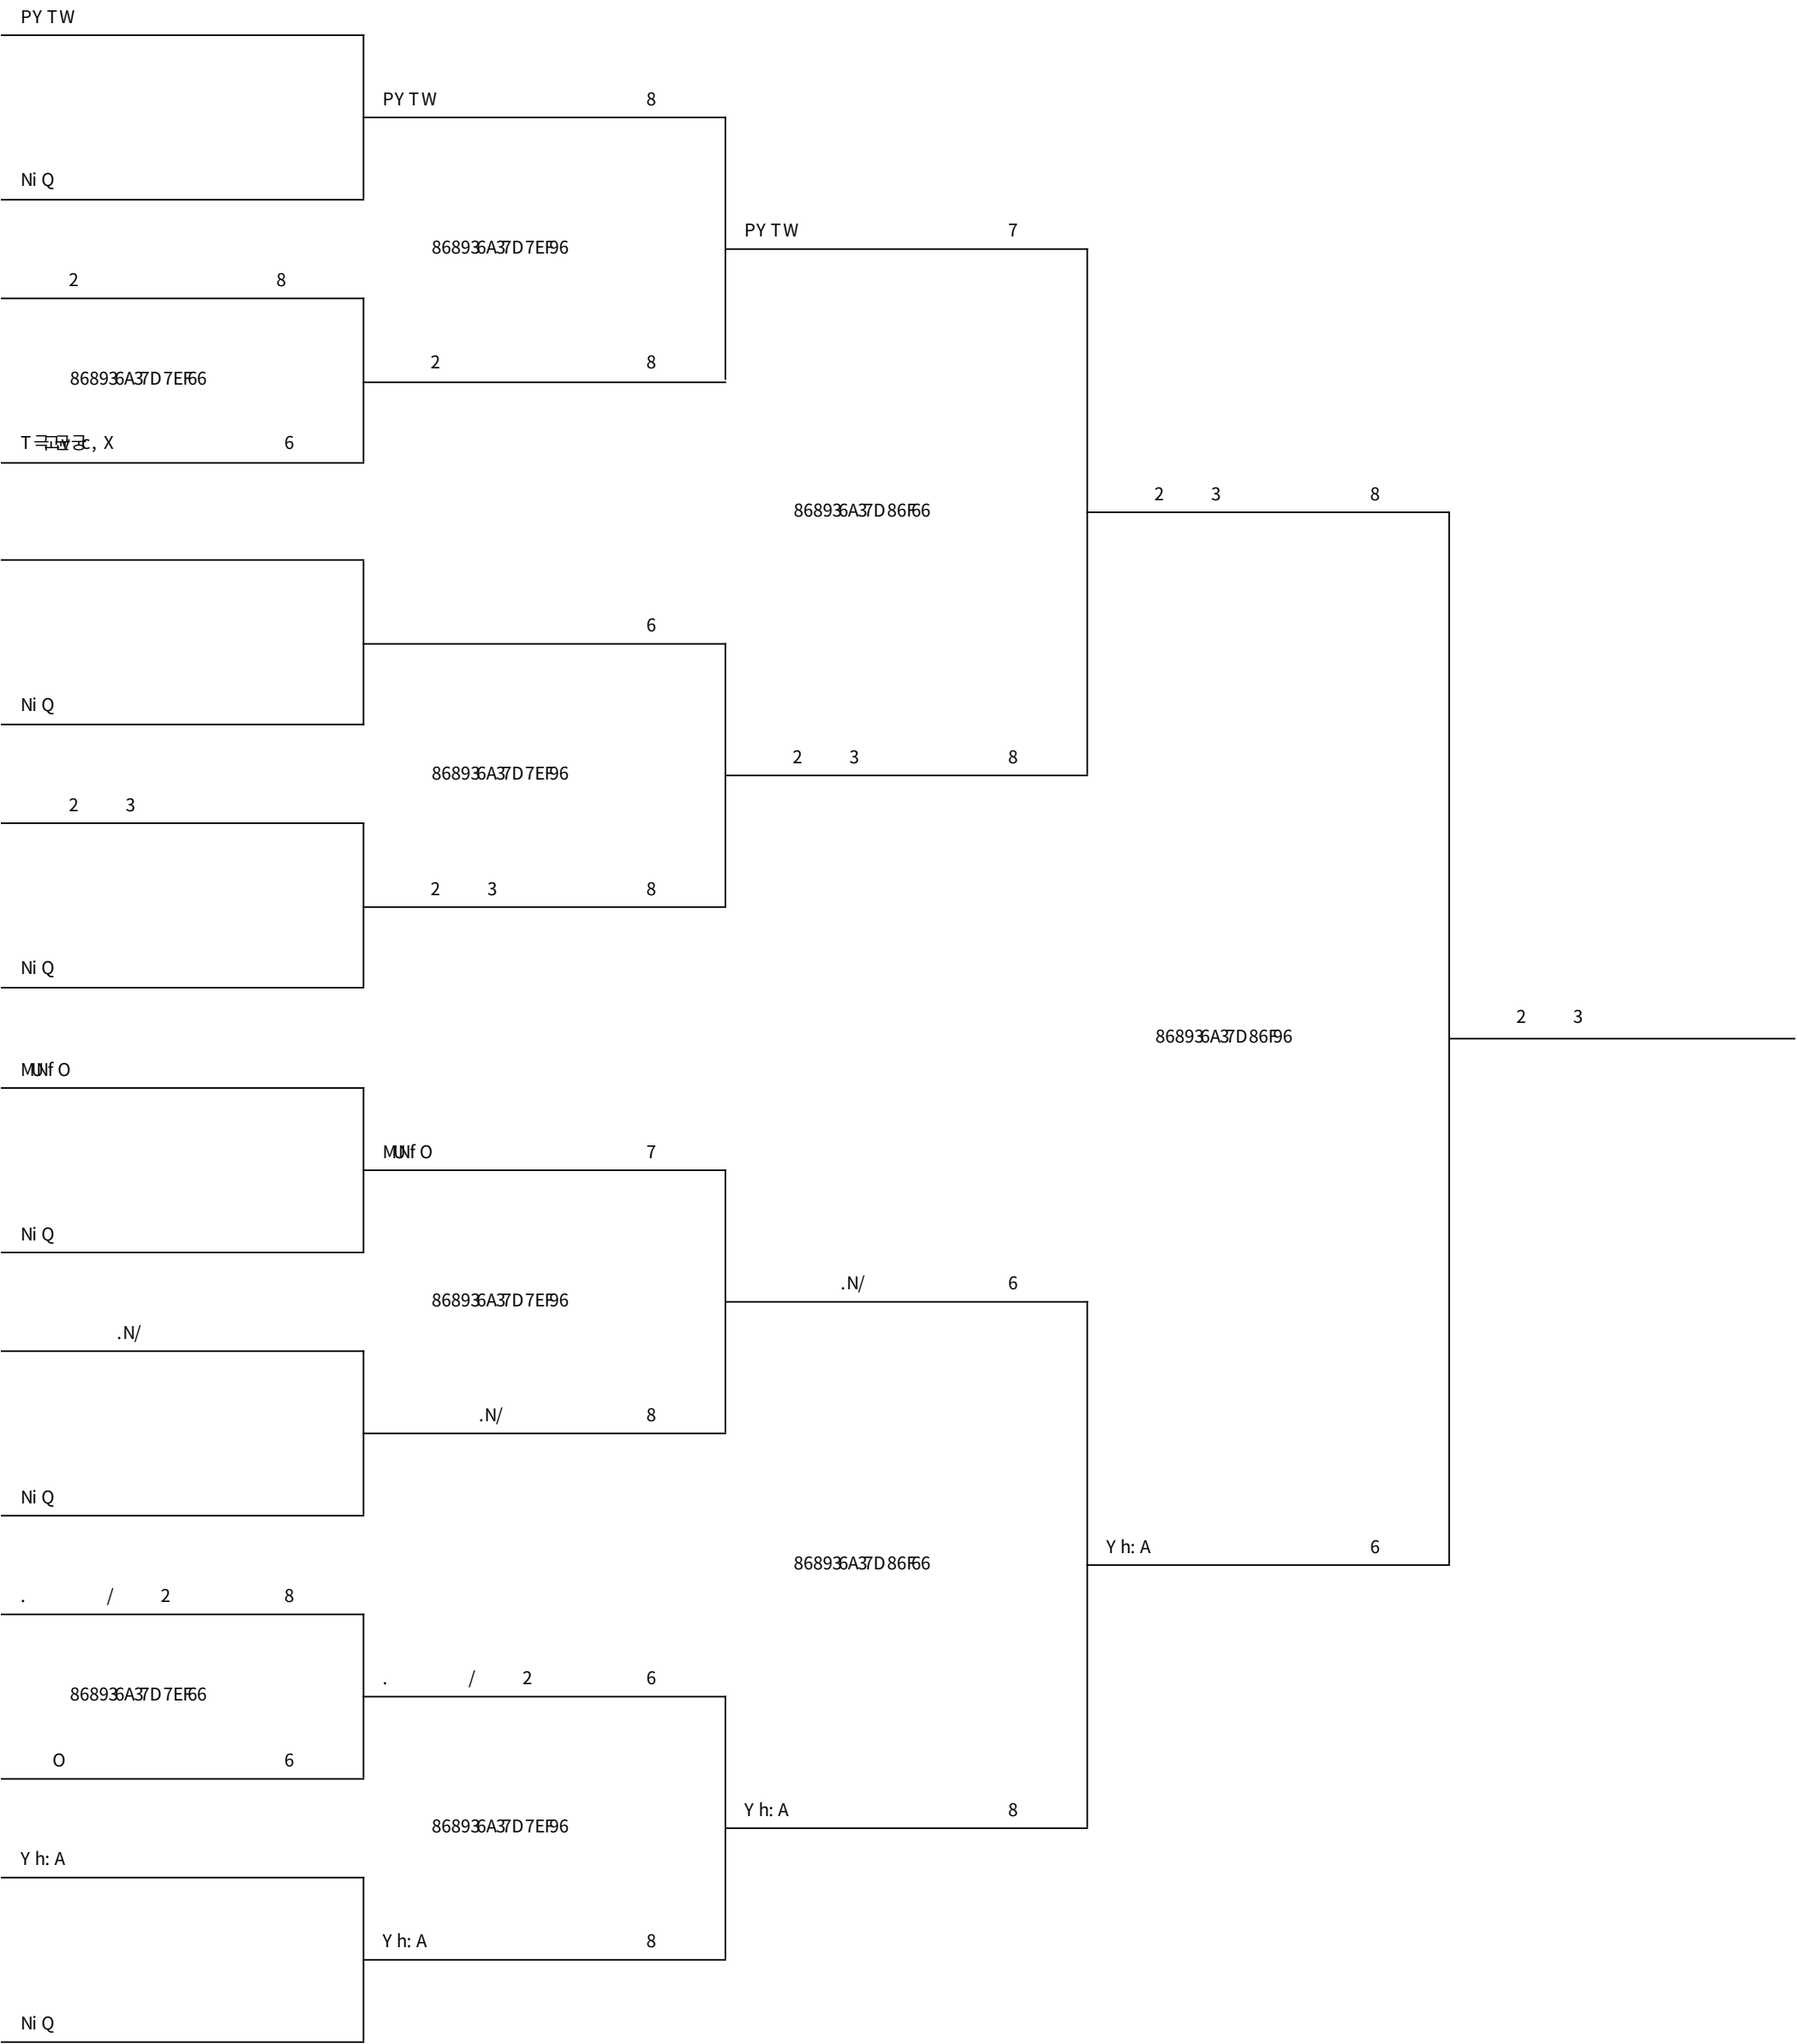 PY TW
PY TW 8
Ni Q
PY TW 7
868936A37D7EF96
2 8
2 8
868936A37D7EF66
6
2 3 8
868936A37D86F66
6
Ni Q
2 3 8
868936A37D7EF96
2 3
2 3 8
Ni Q
2 3
868936A37D86F96
MUNf O
MUNf O 7
Ni Q
.N/ 6
868936A37D7EF96
.N/
.N/ 8
Ni Q
Y h: A 6
868936A37D86F66
. / 2 8
. / 2 6
868936A37D7EF66
O 6
Y h: A 8
868936A37D7EF96
Y h: A
Y h: A 8
Ni Q